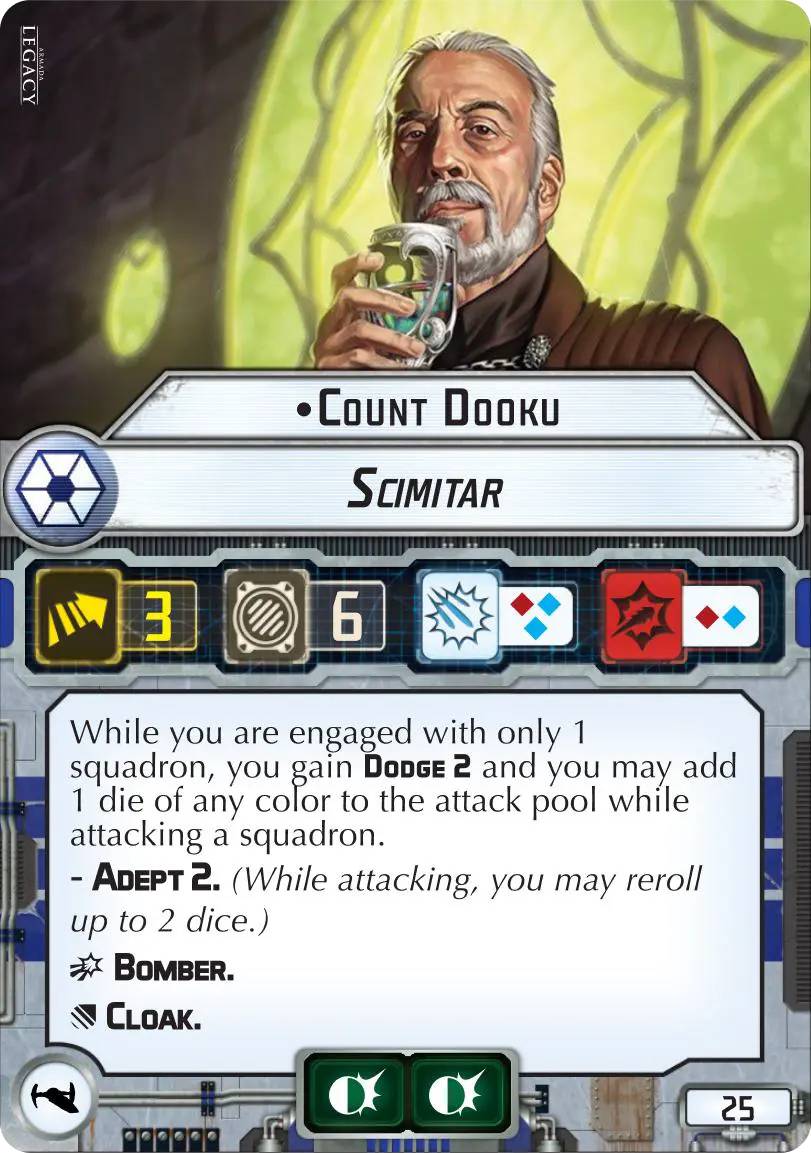 ARMADA
LEGACY
•COUNT DOOKU
SCIMITAR
3 6
While you are engaged with only 1
squadron, you gain DODGE 2 and you may add
1 die of any color to the attack pool while
attacking a squadron.
- ADEPT 2. (While attacking, you may reroll
up to 2 dice.)
BOMBER.
CLOAK.
25